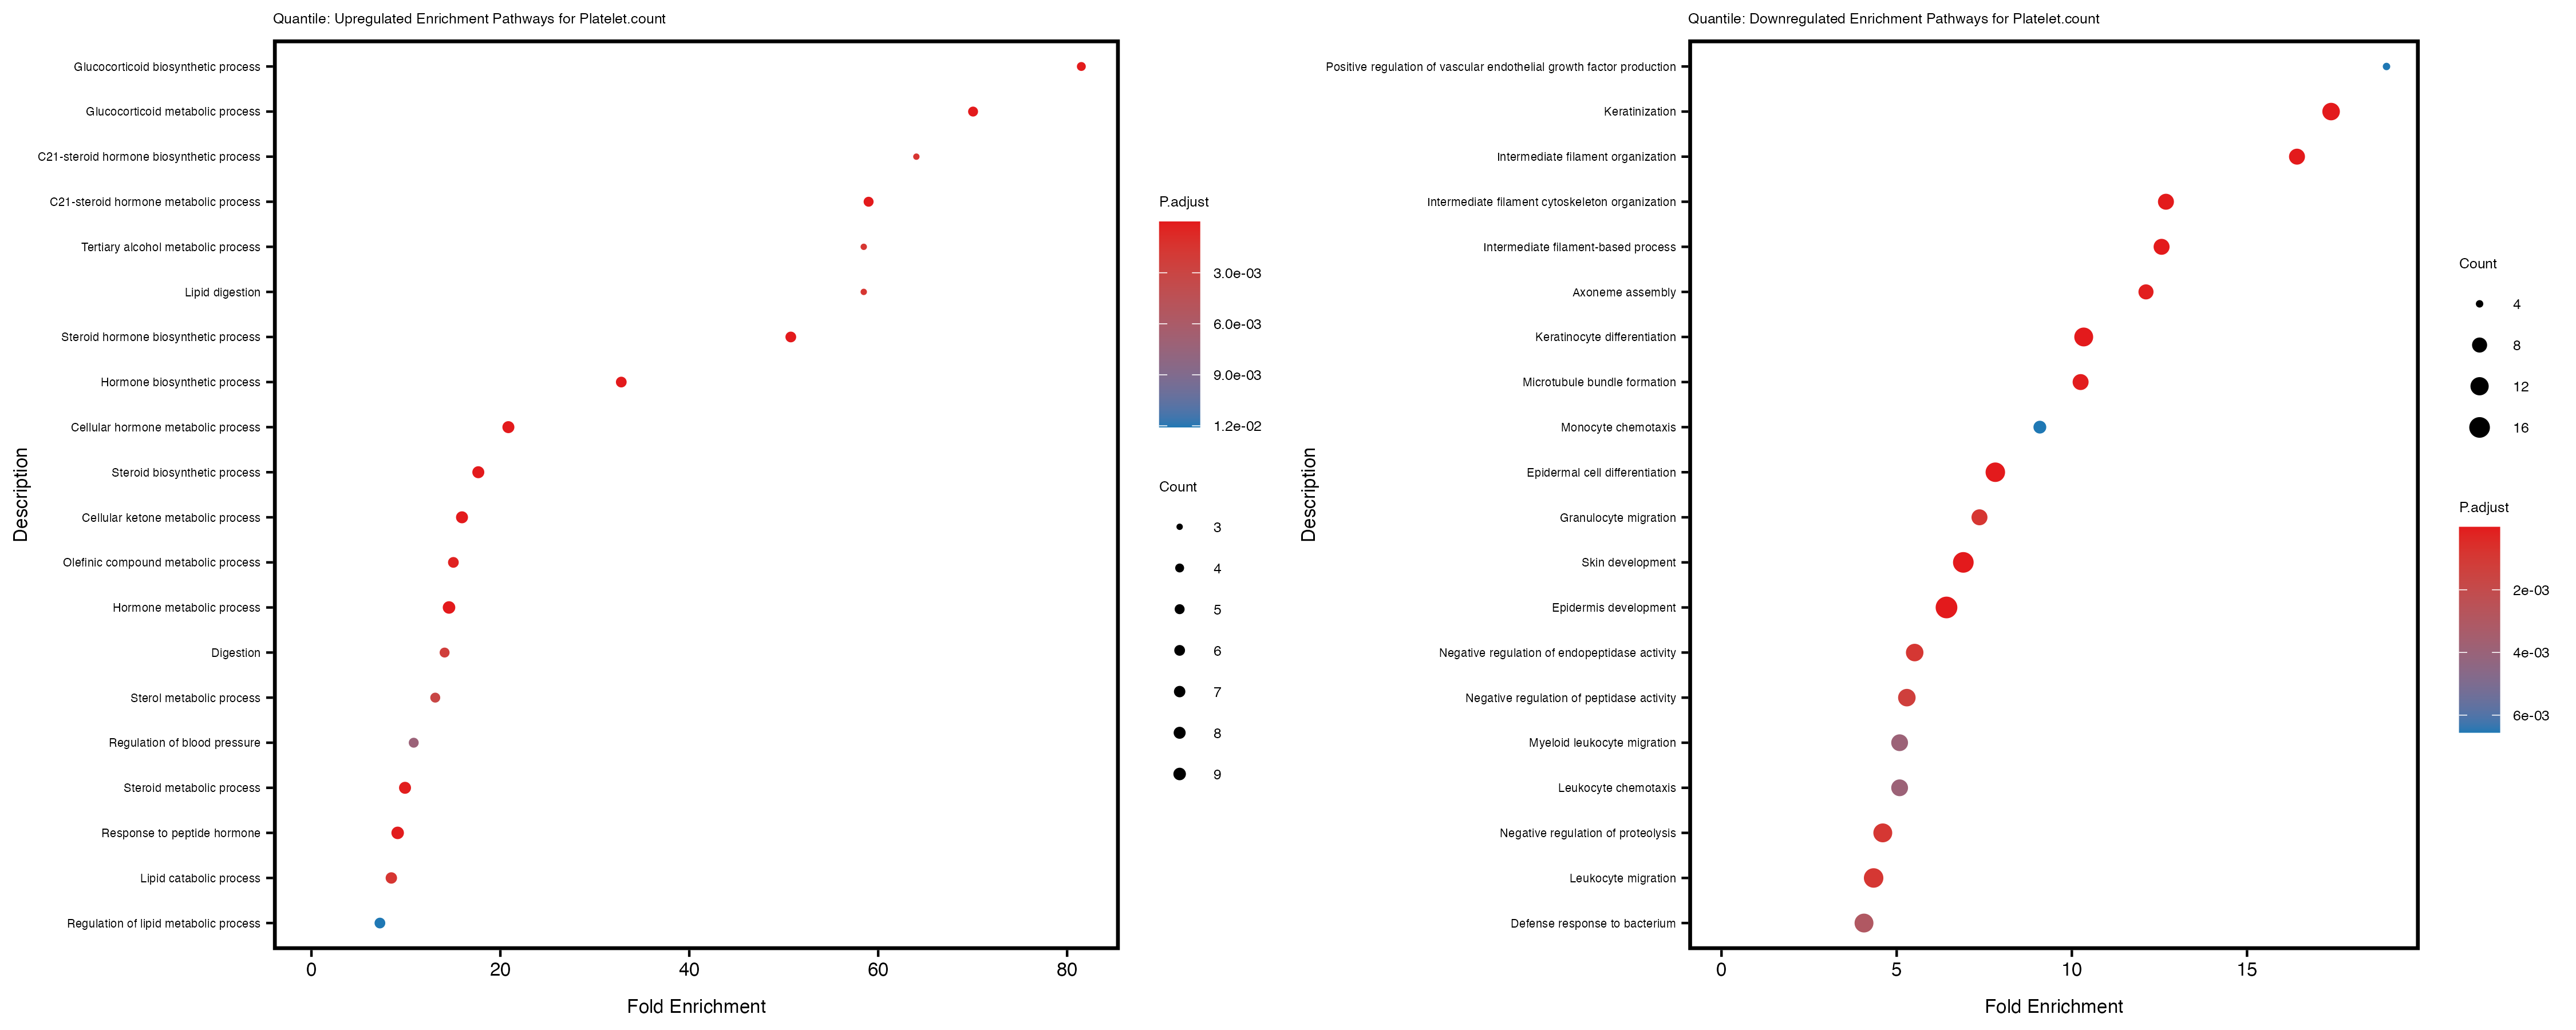 Quantile: Upregulated Enrichment Pathways for Platelet.count
Glucocorticoid biosynthetic process
Glucocorticoid metabolic process
C21-steroid hormone biosynthetic process
C21-steroid hormone metabolic process
Tertiary alcohol metabolic process
Lipid digestion
Steroid hormone biosynthetic process
Hormone biosynthetic process
Cellular hormone metabolic process
Steroid biosynthetic process
Cellular ketone metabolic process
Olefinic compound metabolic process
Hormone metabolic process
Digestion
Sterol metabolic process
Regulation of blood pressure
Steroid metabolic process
Response to peptide hormone
Lipid catabolic process
Regulation of lipid metabolic process
Description
0 20 40 60 80
Fold Enrichment
P.adjust
3.0e-03
6.0e-03
9.0e-03
1.2e-02
Count
3
4
5
6
7
8
9
Quantile: Downregulated Enrichment Pathways for Platelet.count
Positive regulation of vascular endothelial growth factor production
Keratinization
Intermediate filament organization
Intermediate filament cytoskeleton organization
Intermediate filament-based process
Axoneme assembly
Keratinocyte differentiation
Microtubule bundle formation
Monocyte chemotaxis
Epidermal cell differentiation
Granulocyte migration
Skin development
Epidermis development
Negative regulation of endopeptidase activity
Negative regulation of peptidase activity
Myeloid leukocyte migration
Leukocyte chemotaxis
Negative regulation of proteolysis
Leukocyte migration
Defense response to bacterium
Description
0 5 10 15
Fold Enrichment
Count
4
8
12
16
P.adjust
2e-03
4e-03
6e-03